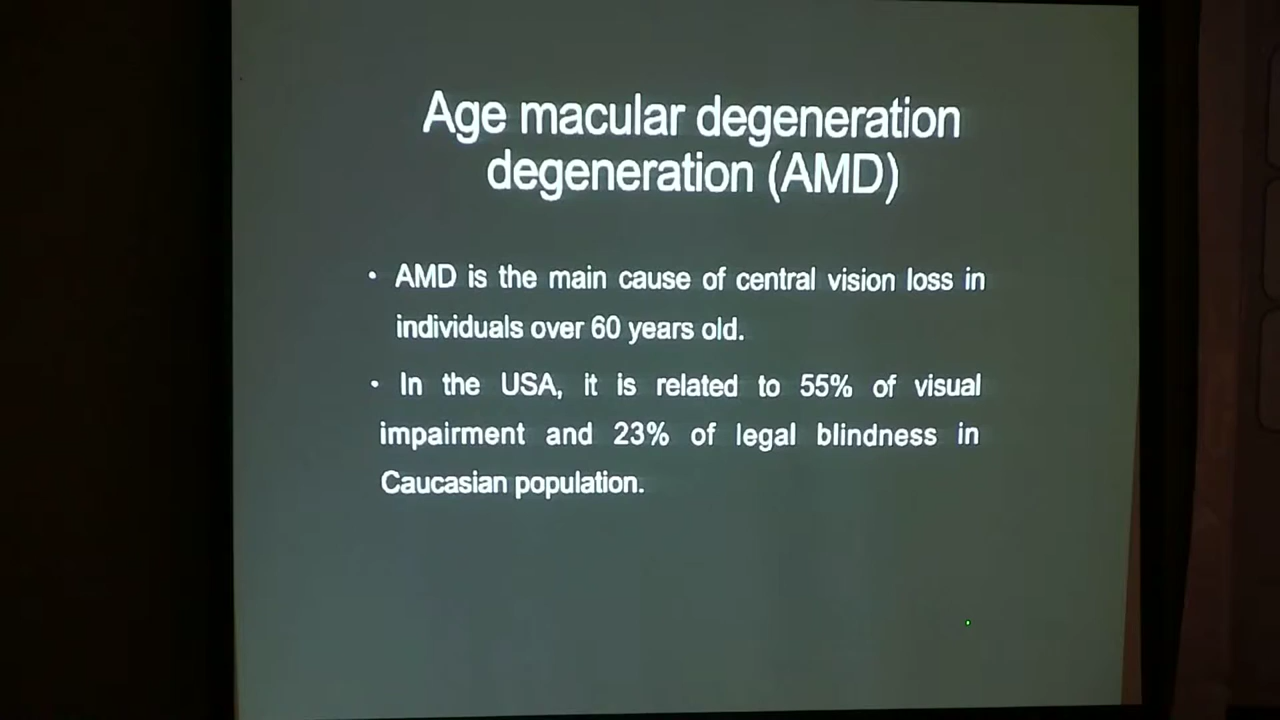 Age macular degeneration
degeneration (AMD)
• AMD is the main cause of central vision loss in
individuals over 60 years old.
• In the USA, it is related to 55% of visual
impairment and 23% of legal blindness in
Caucasian population.